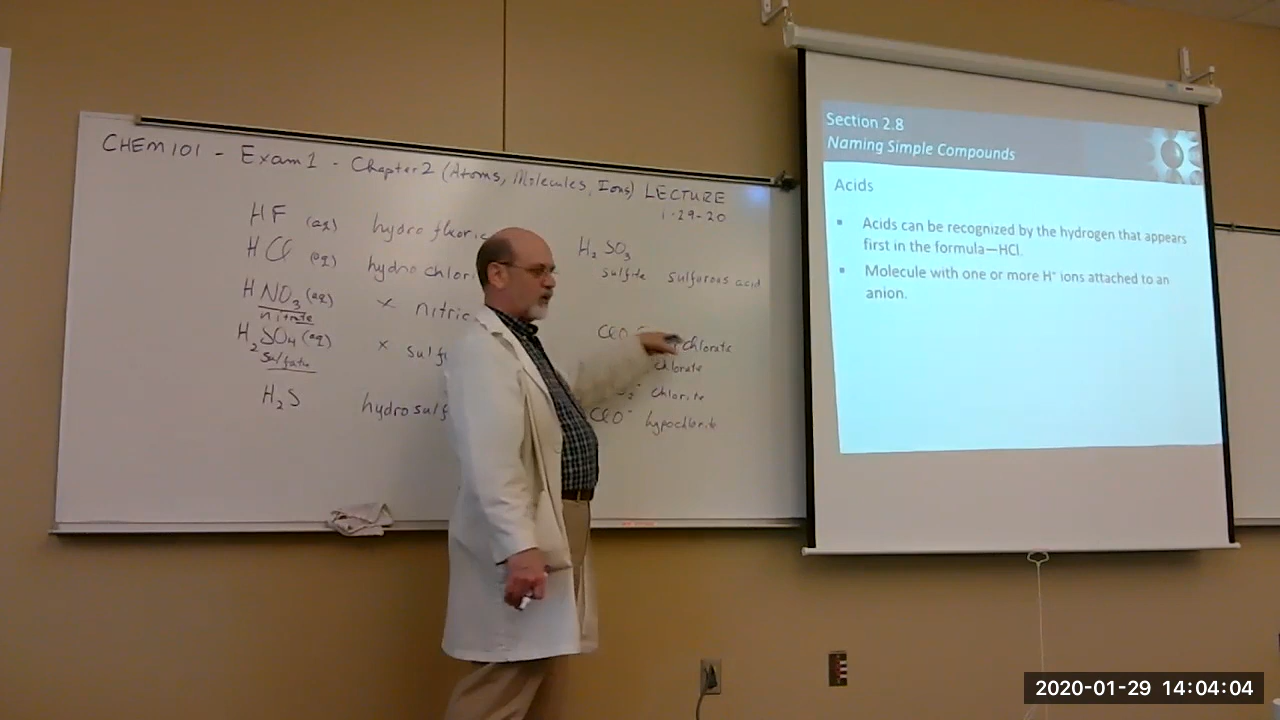 CHEM 101 - Exam 1 - Chapter 2 (Atoms, Molecules, Ions) LECTURE
1-29-20
HF (aq) hydrofluoric
HCl (aq) hydrochlori
HNO3 (aq) x nitric
nitrate
H2SO4 (aq) x sulf
sulfate
H2S hydrosulf
H2SO3
sulfite sulfurous acid
chlorate
chlorate
2- chlorite
ClO- hypochlorite
Section 2.8
Naming Simple Compounds
Acids
▪ Acids can be recognized by the hydrogen that appears
first in the formula—HCl.
▪ Molecule with one or more H+ ions attached to an
anion.
2020-01-29 14:04:04